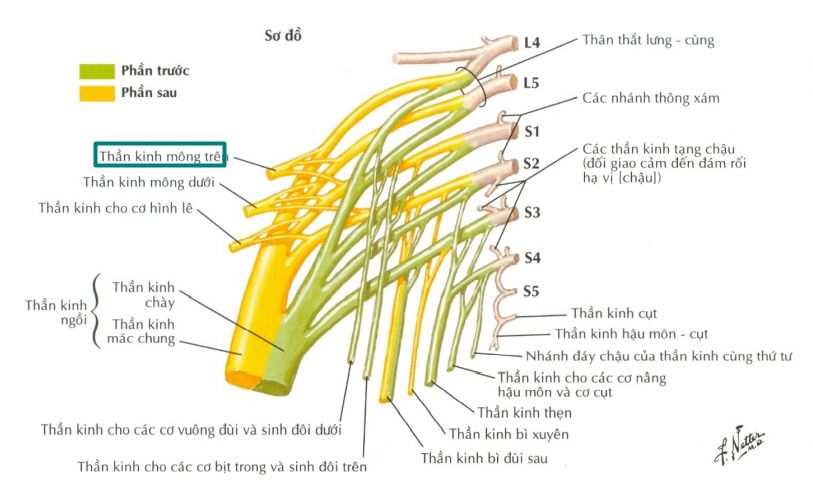 Sơ đồ
Phần trước
Phần sau
L4
L5
S1
S2
S3
S4
S5
Thân thắt lưng - cùng
Các nhánh thông xám
Các thần kinh tạng chậu
(đối giao cảm đến đám rối
hạ vị [chậu])
Thần kinh mông trên
Thần kinh mông dưới
Thần kinh cho cơ hình lê
Thần kinh
ngồi
Thần kinh
chày
Thần kinh
mác chung
Thần kinh cụt
Thần kinh hậu môn - cụt
Nhánh đáy chậu của thần kinh cùng thứ tư
Thần kinh cho các cơ nâng
hậu môn và cơ cụt
Thần kinh thẹn
Thần kinh bì xuyên
Thần kinh bì đùi sau
Thần kinh cho các cơ vuông đùi và sinh đôi dưới
Thần kinh cho các cơ bịt trong và sinh đôi trên
F. Netter
M.D.